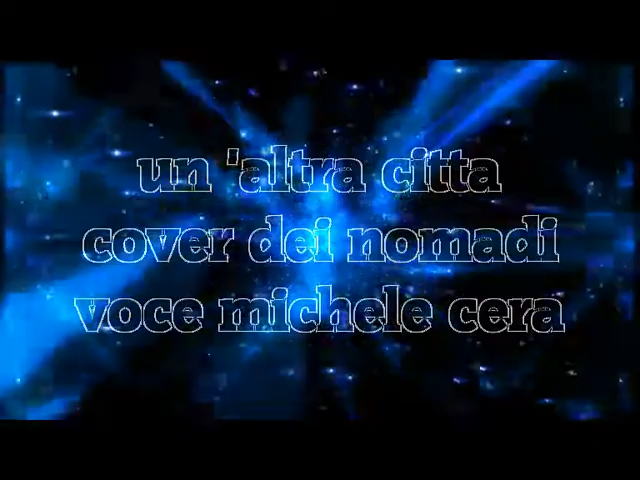 un 'altra citta
cover dei nomadi
voce michele cera